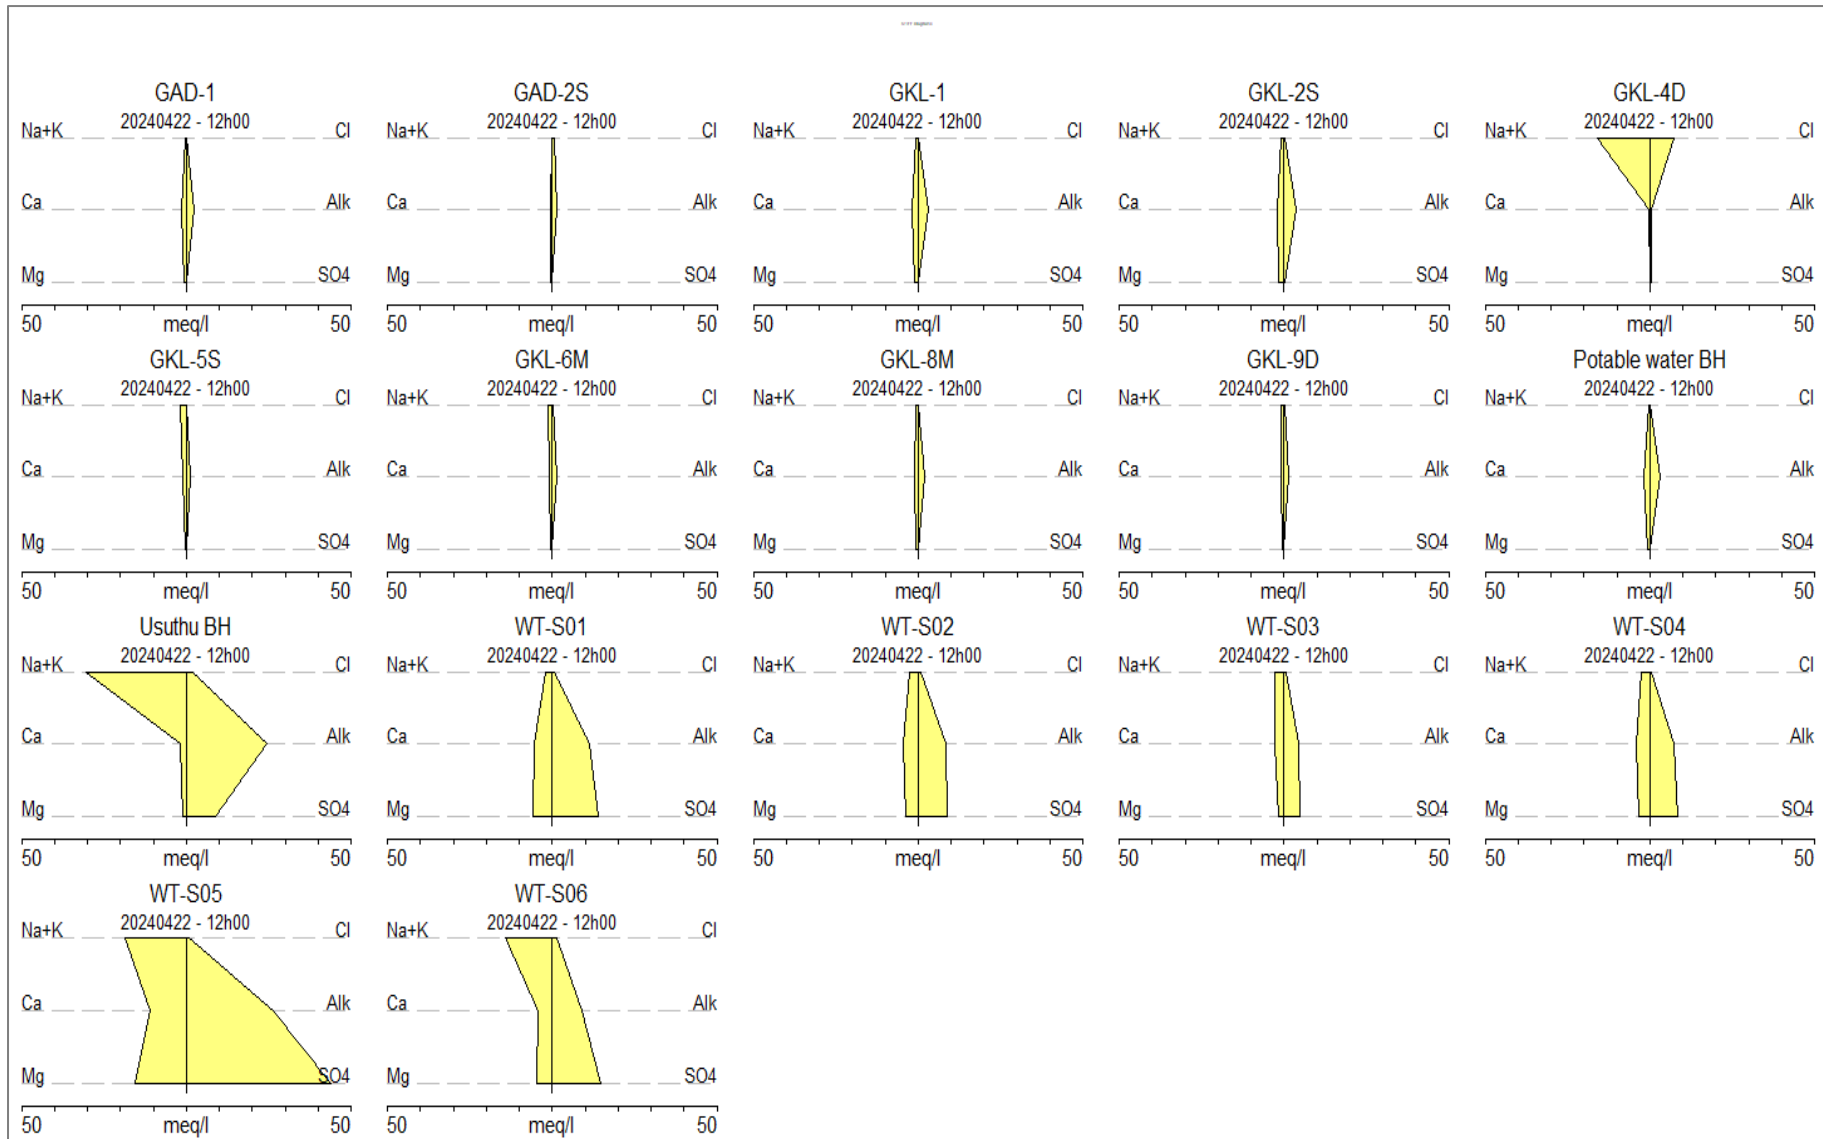 GAD-1 GAD-2S GKL-1 GKL-2S GKL-4D
20240422 - 12h00 20240422 - 12h00 20240422 - 12h00 20240422 - 12h00 20240422 - 12h00
Na+K Cl Na+K Cl Na+K Cl Na+K Cl Na+K Cl
Ca Alk Ca Alk Ca Alk Ca Alk Ca Alk
Mg SO4 Mg SO4 Mg SO4 Mg SO4 Mg SO4
50 meq/l 50 50 meq/l 50 50 meq/l 50 50 meq/l 50 50 meq/l 50
GKL-5S GKL-6M GKL-8M GKL-9D Potable water BH
20240422 - 12h00 20240422 - 12h00 20240422 - 12h00 20240422 - 12h00 20240422 - 12h00
Na+K Cl Na+K Cl Na+K Cl Na+K Cl Na+K Cl
Ca Alk Ca Alk Ca Alk Ca Alk Ca Alk
Mg SO4 Mg SO4 Mg SO4 Mg SO4 Mg SO4
50 meq/l 50 50 meq/l 50 50 meq/l 50 50 meq/l 50 50 meq/l 50
Usuthu BH WT-S01 WT-S02 WT-S03 WT-S04
20240422 - 12h00 20240422 - 12h00 20240422 - 12h00 20240422 - 12h00 20240422 - 12h00
Na+K Cl Na+K Cl Na+K Cl Na+K Cl Na+K Cl
Ca Alk Ca Alk Ca Alk Ca Alk Ca Alk
Mg SO4 Mg SO4 Mg SO4 Mg SO4 Mg SO4
50 meq/l 50 50 meq/l 50 50 meq/l 50 50 meq/l 50 50 meq/l 50
WT-S05 WT-S06
20240422 - 12h00 20240422 - 12h00
Na+K Cl Na+K Cl
Ca Alk Ca Alk
Mg SO4 Mg SO4
50 meq/l 50 50 meq/l 50